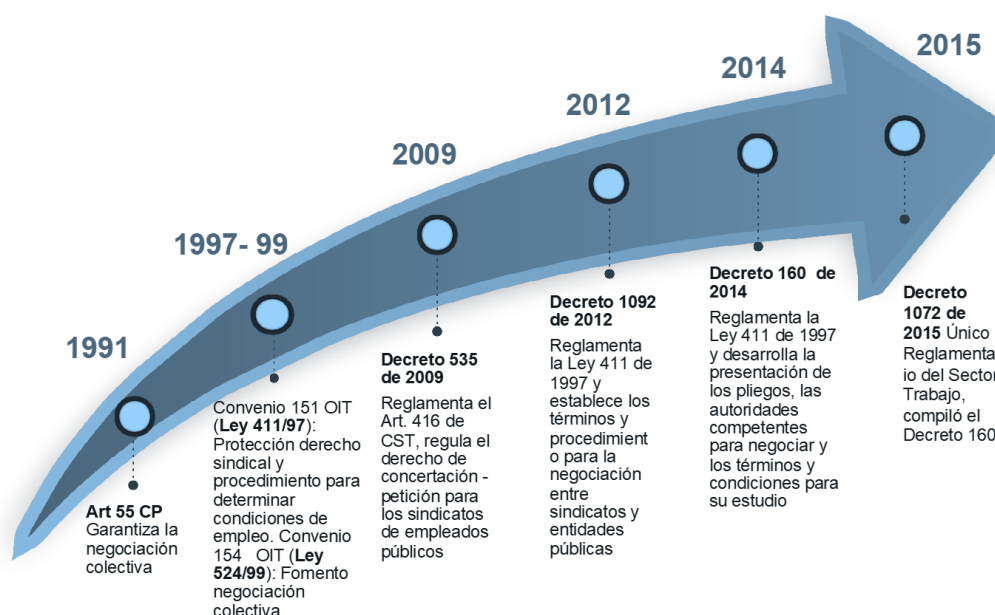 1991
Art 55 CP
Garantiza la
negociación
colectiva
1997- 99
Convenio 151 OIT
(Ley 411/97):
Protección derecho
sindical y
procedimiento para
determinar
condiciones de
empleo. Convenio
154 OIT (Ley
524/99): Fomento
negociación
colectiva
2009
Decreto 535
de 2009
Reglamenta el
Art. 416 de
CST, regula el
derecho de
concertación -
petición para
los sindicatos
de empleados
públicos
2012
Decreto 1092
de 2012
Reglamenta
la Ley 411 de
1997 y
establece los
términos y
procedimient
o para la
negociación
entre
sindicatos y
entidades
públicas
2014
Decreto 160 de
2014
Reglamenta la
Ley 411 de 1997
y desarrolla la
presentación de
los pliegos, las
autoridades
competentes
para negociar y
los términos y
condiciones para
su estudio
2015
Decreto
1072 de
2015 Único
Reglamenta
io del Sector
Trabajo,
compiló el
Decreto 160